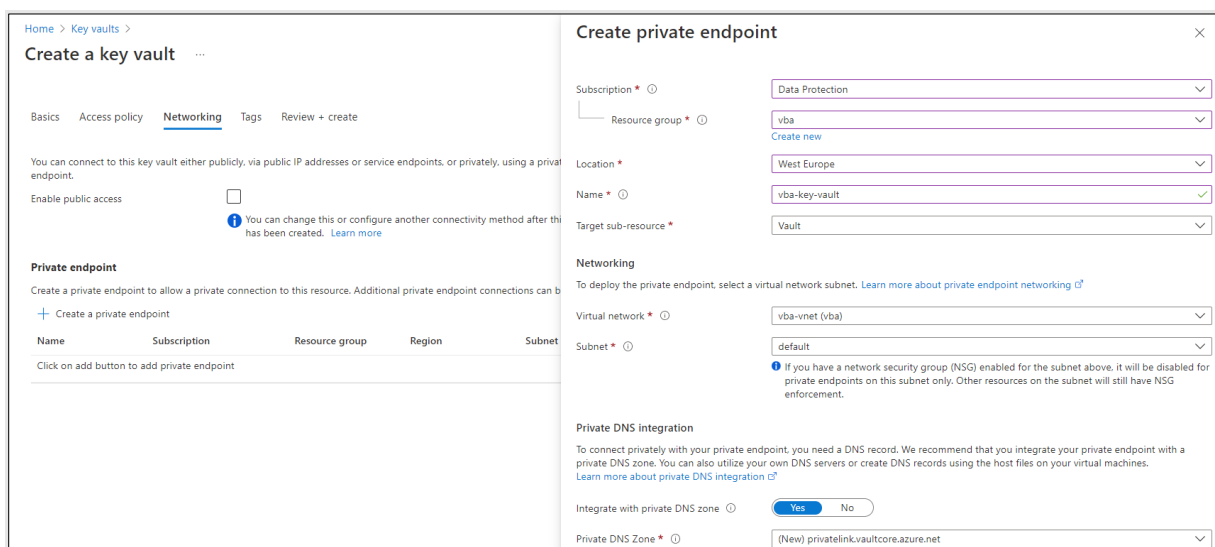 Home > Key vaults >
Create a key vault ...
Basics Access policy Networking Tags Review + create
You can connect to this key vault either publicly, via public IP addresses or service endpoints, or privately, using a privat
endpoint.
Enable public access
You can change this or configure another connectivity method after thi
has been created. Learn more
Private endpoint
Create a private endpoint to allow a private connection to this resource. Additional private endpoint connections can b
+ Create a private endpoint
Name Subscription Resource group Region Subnet
Click on add button to add private endpoint
Create private endpoint
Subscription * Data Protection
Resource group * vba
Create new
Location * West Europe
Name * vba-key-vault
Target sub-resource * Vault
Networking
To deploy the private endpoint, select a virtual network subnet. Learn more about private endpoint networking
Virtual network * vba-vnet (vba)
Subnet * default
If you have a network security group (NSG) enabled for the subnet above, it will be disabled for
private endpoints on this subnet only. Other resources on the subnet will still have NSG
enforcement.
Private DNS integration
To connect privately with your private endpoint, you need a DNS record. We recommend that you integrate your private endpoint with a
private DNS zone. You can also utilize your own DNS servers or create DNS records using the host files on your virtual machines.
Learn more about private DNS integration
Integrate with private DNS zone Yes No
Private DNS Zone * (New) privatelink.vaultcore.azure.net